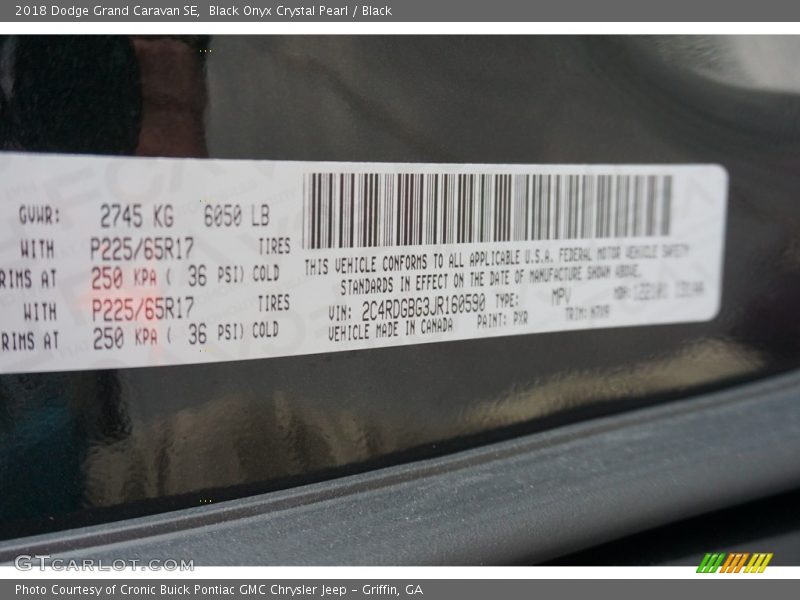 2018 Dodge Grand Caravan SE, Black Onyx Crystal Pearl / Black
GVWR: 2745 KG 6050 LB
WITH P225/65R17 TIRES
RIMS AT 250 KPA ( 36 PSI) COLD
WITH P225/65R17 TIRES
RIMS AT 250 KPA ( 36 PSI) COLD
THIS VEHICLE CONFORMS TO ALL APPLICABLE U.S.A. FEDERAL MOTOR VEHICLE SAFETY
STANDARDS IN EFFECT ON THE DATE OF MANUFACTURE SHOWN ABOVE.
VIN: 2C4RDGBG3JR160590 TYPE: MPV
VEHICLE MADE IN CANADA PAINT: PXR TRIM:
GTCARLOT.COM
Photo Courtesy of Cronic Buick Pontiac GMC Chrysler Jeep - Griffin, GA